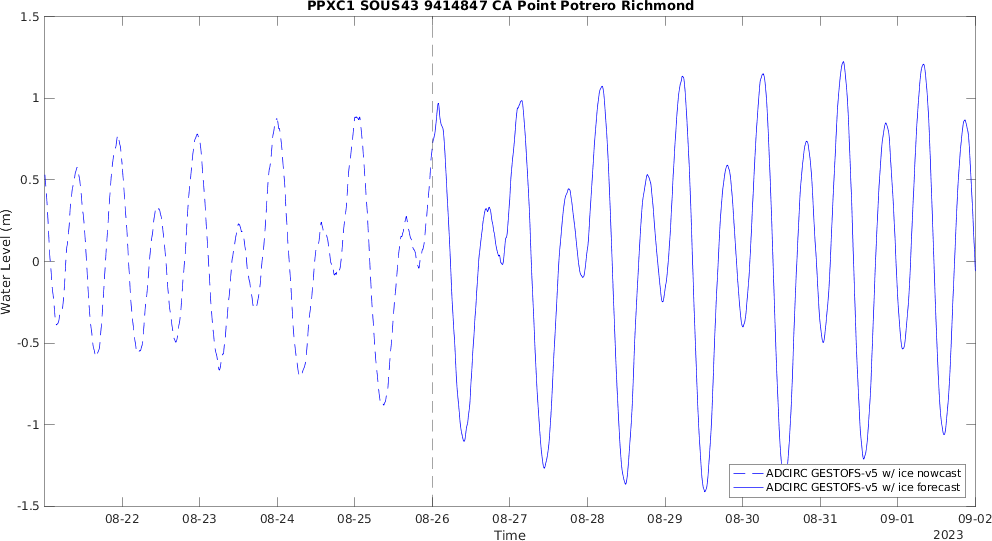 PPXC1 SOUS43 9414847 CA Point Potrero Richmond
1.5
1
0.5
0
-0.5
-1
-1.5
Water Level (m)
ADCIRC GESTOFS-v5 w/ ice nowcast
ADCIRC GESTOFS-v5 w/ ice forecast
08-22 08-23 08-24 08-25 08-26 08-27 08-28 08-29 08-30 08-31 09-01 09-02
Time
2023